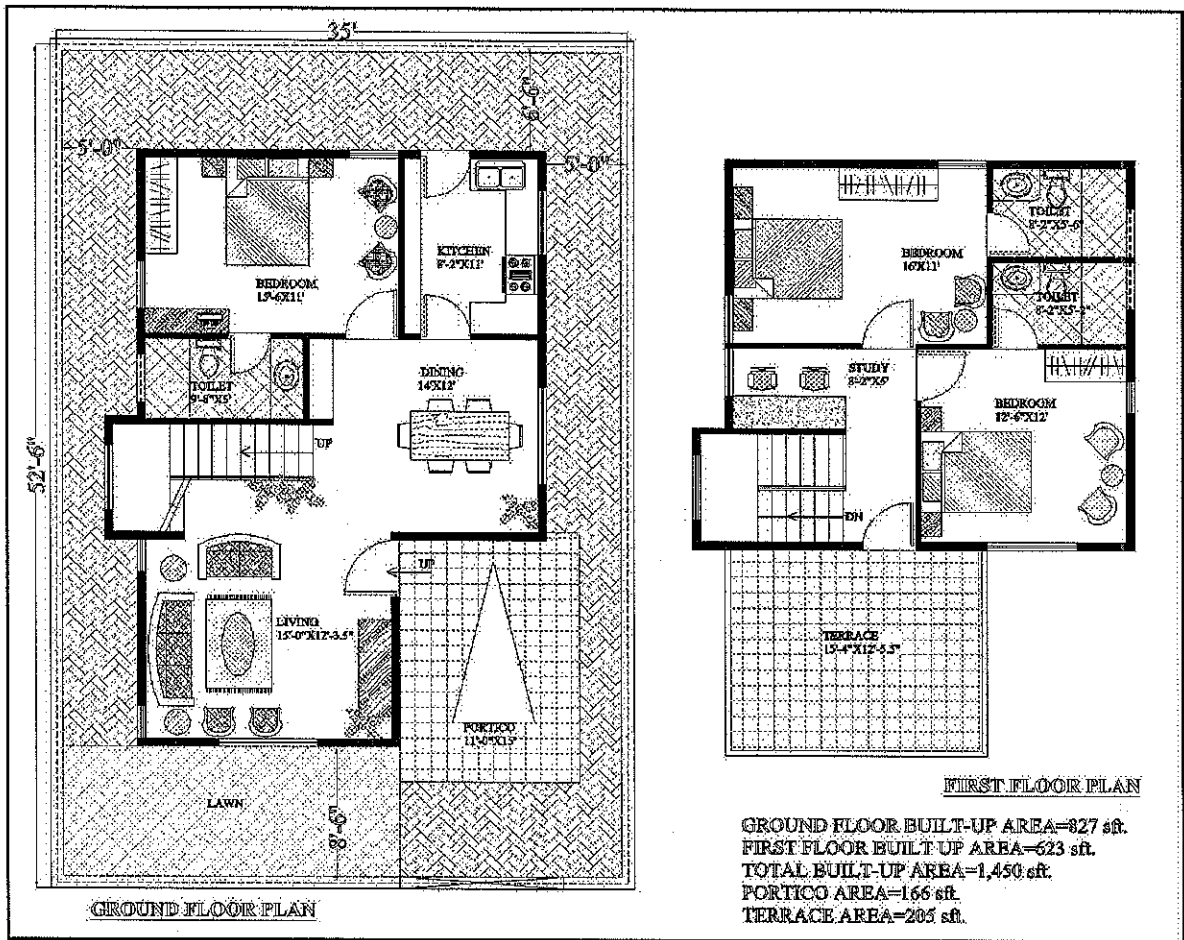 35'
6'-6"
5'-0"
5'-0"
BEDROOM
15'-6X11'
KITCHEN
8'-2"X11'
TOILET
9'-8"X5'
DINING
14'X12'
UP
52'-6"
UP
LIVING
15'-0"X12'-3.5"
PORTICO
11'-0"X15'
LAWN
8'-6"
GROUND FLOOR PLAN
TOILET
8'-2"X5'-6"
BEDROOM
16'X11'
TOILET
8'-2"X5'-2"
STUDY
8'-2"X5'
BEDROOM
12'-6"X12'
DN
TERRACE
15'-4"X12'-5.5"
FIRST FLOOR PLAN
GROUND FLOOR BUILT-UP AREA=827 sft.
FIRST FLOOR BUILT UP AREA=623 sft.
TOTAL BUILT-UP AREA=1,450 sft.
PORTICO AREA=166 sft.
TERRACE AREA=205 sft.